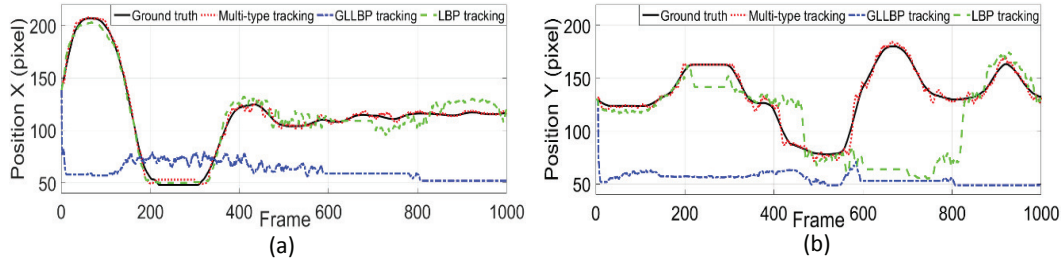 Ground truth Multi-type tracking GLLBP tracking LBP tracking
Position X (pixel)
200
150
100
50
0 200 400 600 800 1000
Frame
(a)
Ground truth Multi-type tracking GLLBP tracking LBP tracking
Position Y (pixel)
200
150
100
50
0 200 400 600 800 1000
Frame
(b)